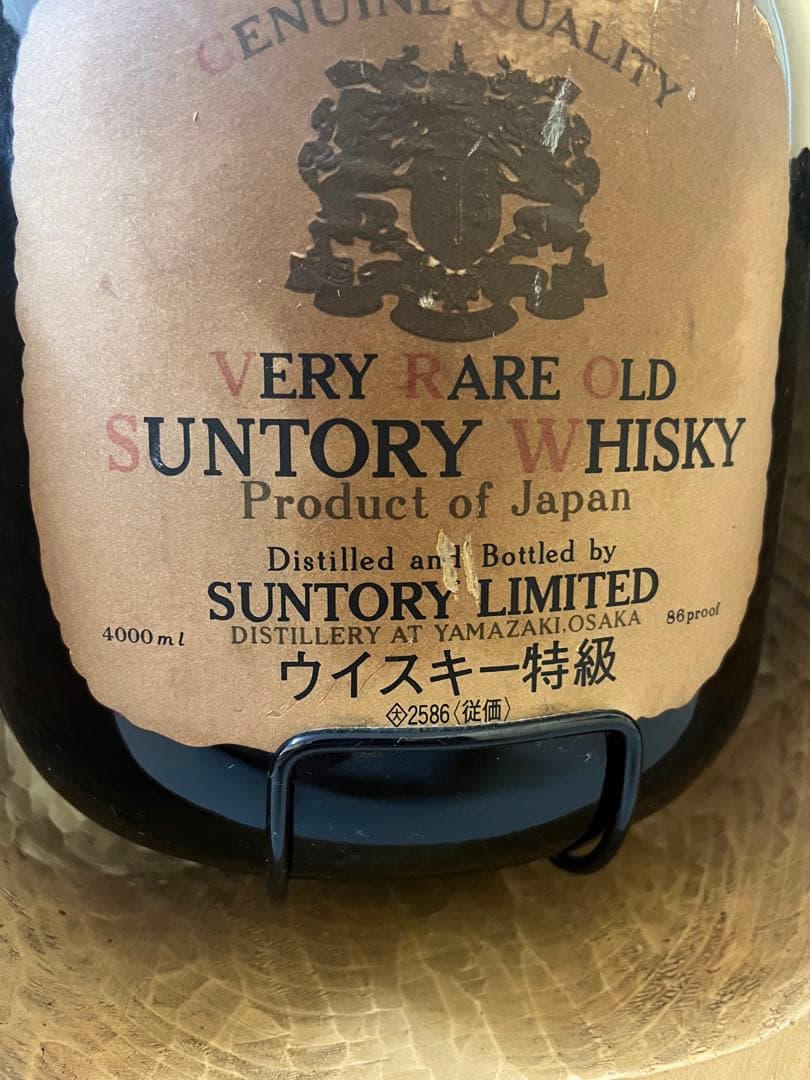 GENUINE QUALITY
VERY RARE OLD
SUNTORY WHISKY
Product of Japan
Distilled and Bottled by
SUNTORY LIMITED
4000ml DISTILLERY AT YAMAZAKI,OSAKA 86proof
ウイスキー特級
大2586〈従価〉